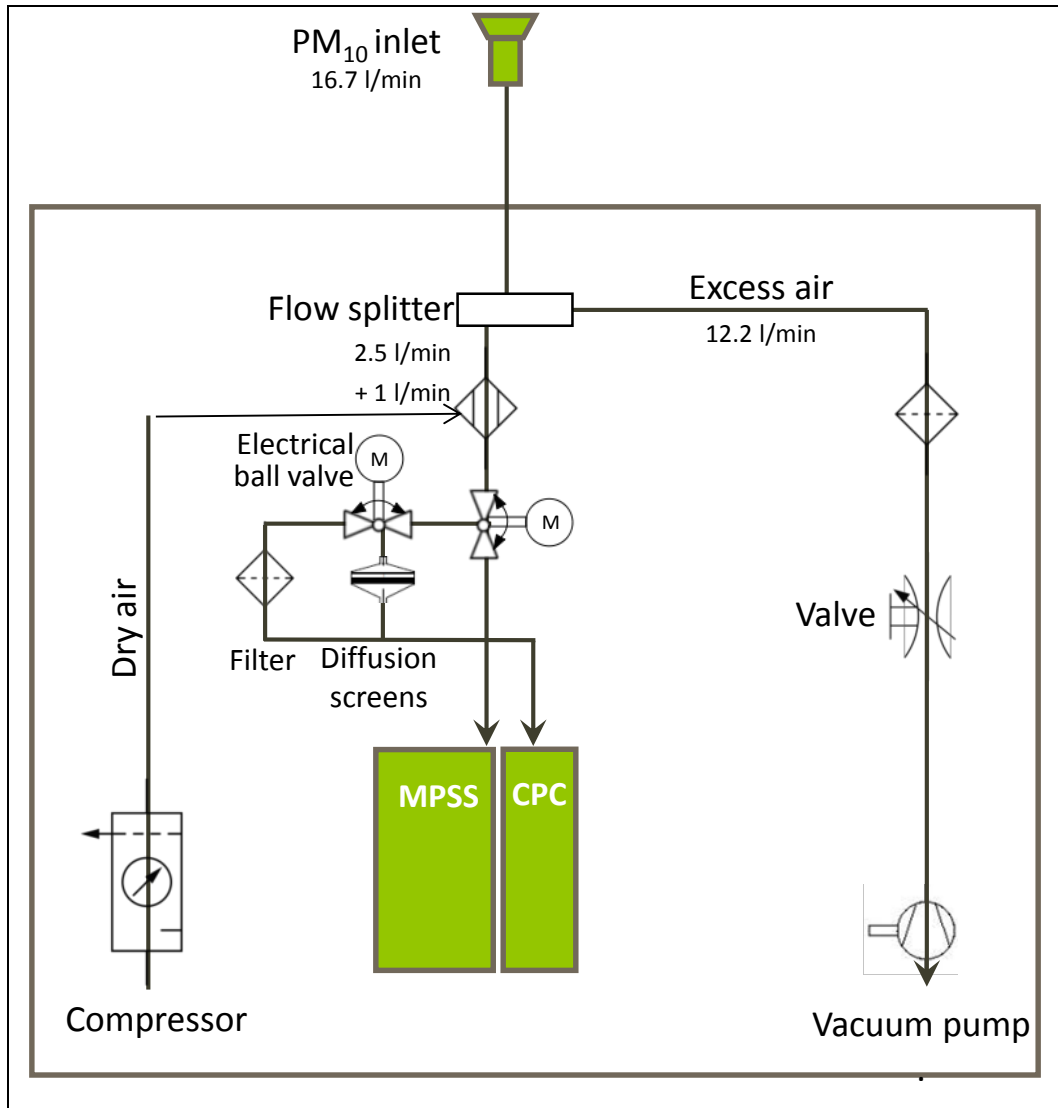 PM10 inlet
16.7 l/min
Flow splitter
Excess air
12.2 l/min
2.5 l/min
+ 1 l/min
Electrical
ball valve
M
M
Dry air
Valve
Filter
Diffusion
screens
MPSS
CPC
Compressor
Vacuum pump